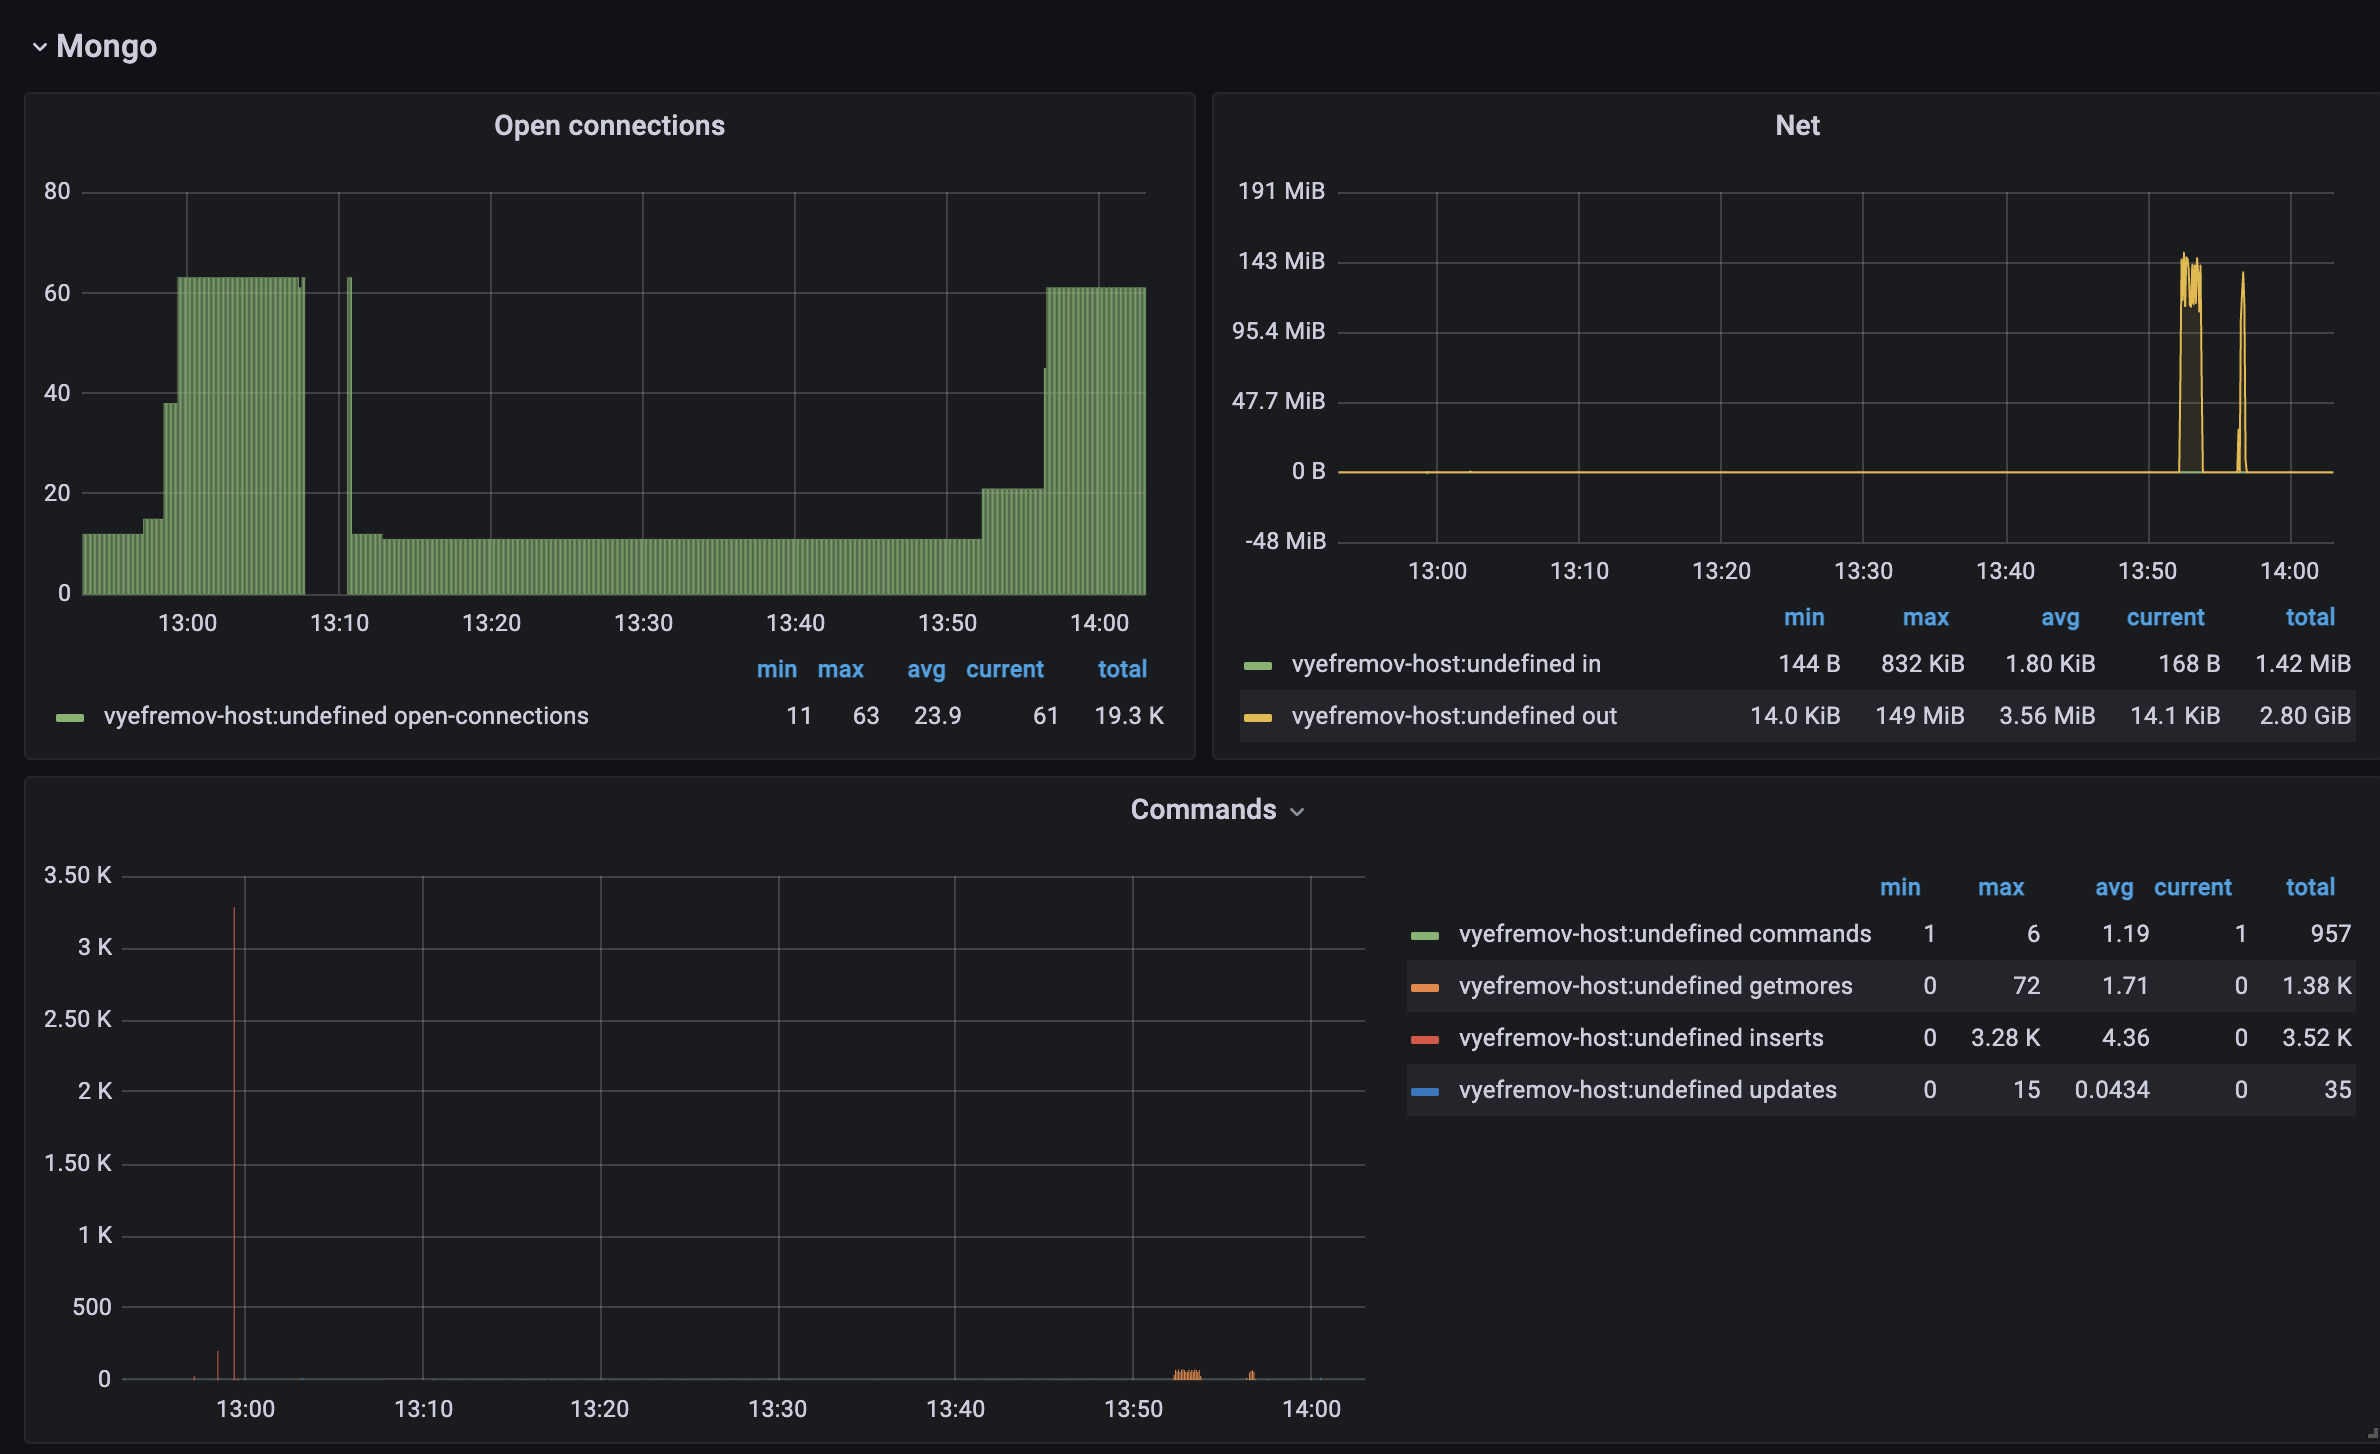 Mongo
Open connections
80
60
40
20
0
13:00 13:10 13:20 13:30 13:40 13:50 14:00
min max avg current total
vyefremov-host:undefined open-connections 11 63 23.9 61 19.3 K
Net
191 MiB
143 MiB
95.4 MiB
47.7 MiB
0 B
-48 MiB
13:00 13:10 13:20 13:30 13:40 13:50 14:00
min max avg current total
vyefremov-host:undefined in 144 B 832 KiB 1.80 KiB 168 B 1.42 MiB
vyefremov-host:undefined out 14.0 KiB 149 MiB 3.56 MiB 14.1 KiB 2.80 GiB
Commands
3.50 K
3 K
2.50 K
2 K
1.50 K
1 K
500
0
13:00 13:10 13:20 13:30 13:40 13:50 14:00
min max avg current total
vyefremov-host:undefined commands 1 6 1.19 1 957
vyefremov-host:undefined getmores 0 72 1.71 0 1.38 K
vyefremov-host:undefined inserts 0 3.28 K 4.36 0 3.52 K
vyefremov-host:undefined updates 0 15 0.0434 0 35